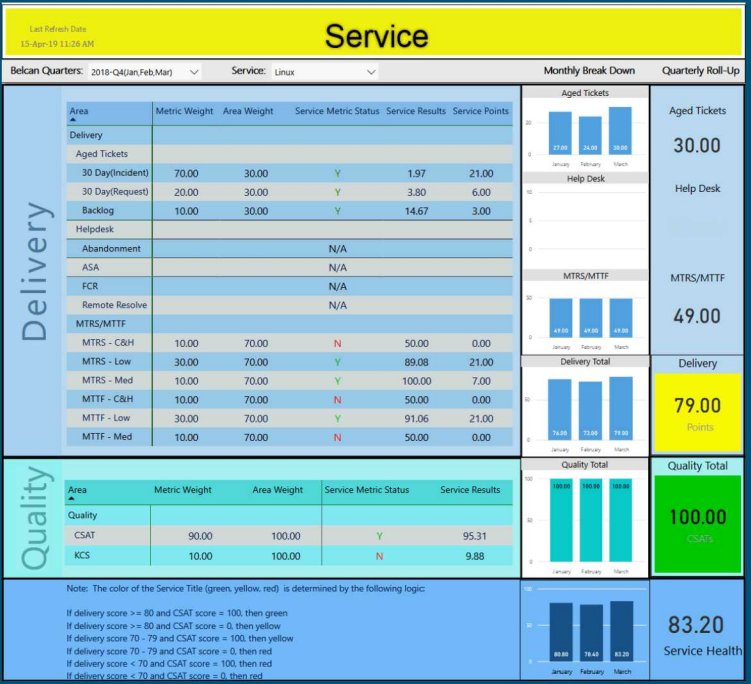 Last Refresh Date
15-Apr-19 11:26 AM
Service
Belcan Quarters: 2018-Q4(Jan,Feb,Mar) Service: Linux Monthly Break Down Quarterly Roll-Up
Delivery
Area Metric Weight Area Weight Service Metric Status Service Results Service Points
Delivery
Aged Tickets
30 Day(Incident) 70.00 30.00 Y 1.97 21.00
30 Day(Request) 20.00 30.00 Y 3.80 6.00
Backlog 10.00 30.00 Y 14.67 3.00
Helpdesk
Abandonment N/A
ASA N/A
FCR N/A
Remote Resolve N/A
MTRS/MTTF
MTRS - C&H 10.00 70.00 N 50.00 0.00
MTRS - Low 30.00 70.00 Y 89.08 21.00
MTRS - Med 10.00 70.00 Y 100.00 7.00
MTTF - C&H 10.00 70.00 N 50.00 0.00
MTTF - Low 30.00 70.00 Y 91.06 21.00
MTTF - Med 10.00 70.00 N 50.00 0.00
Aged Tickets
20
0
27.00 24.00 30.00
January February March
Help Desk
10
5
0
MTRS/MTTF
50
0
49.00 49.00 49.00
January February March
Delivery Total
50
0
76.00 73.00 79.00
January February March
Aged Tickets
30.00
Help Desk
MTRS/MTTF
49.00
Delivery
79.00
Points
Quality
Area Metric Weight Area Weight Service Metric Status Service Results
Quality
CSAT 90.00 100.00 Y 95.31
KCS 10.00 100.00 N 9.88
Quality Total
100
50
0
100.00 100.00 100.00
January February March
Quality Total
100.00
CSATs
Note: The color of the Service Title (green, yellow, red) is determined by the following logic:
If delivery score >= 80 and CSAT score = 100, then green
If delivery score >= 80 and CSAT score = 0, then yellow
If delivery score 70 - 79 and CSAT score = 100, then yellow
If delivery score 70 - 79 and CSAT score = 0, then red
If delivery score < 70 and CSAT score = 100, then red
If delivery score < 70 and CSAT score = 0, then red
100
50
0
80.80 78.40 83.20
January February March
83.20
Service Health